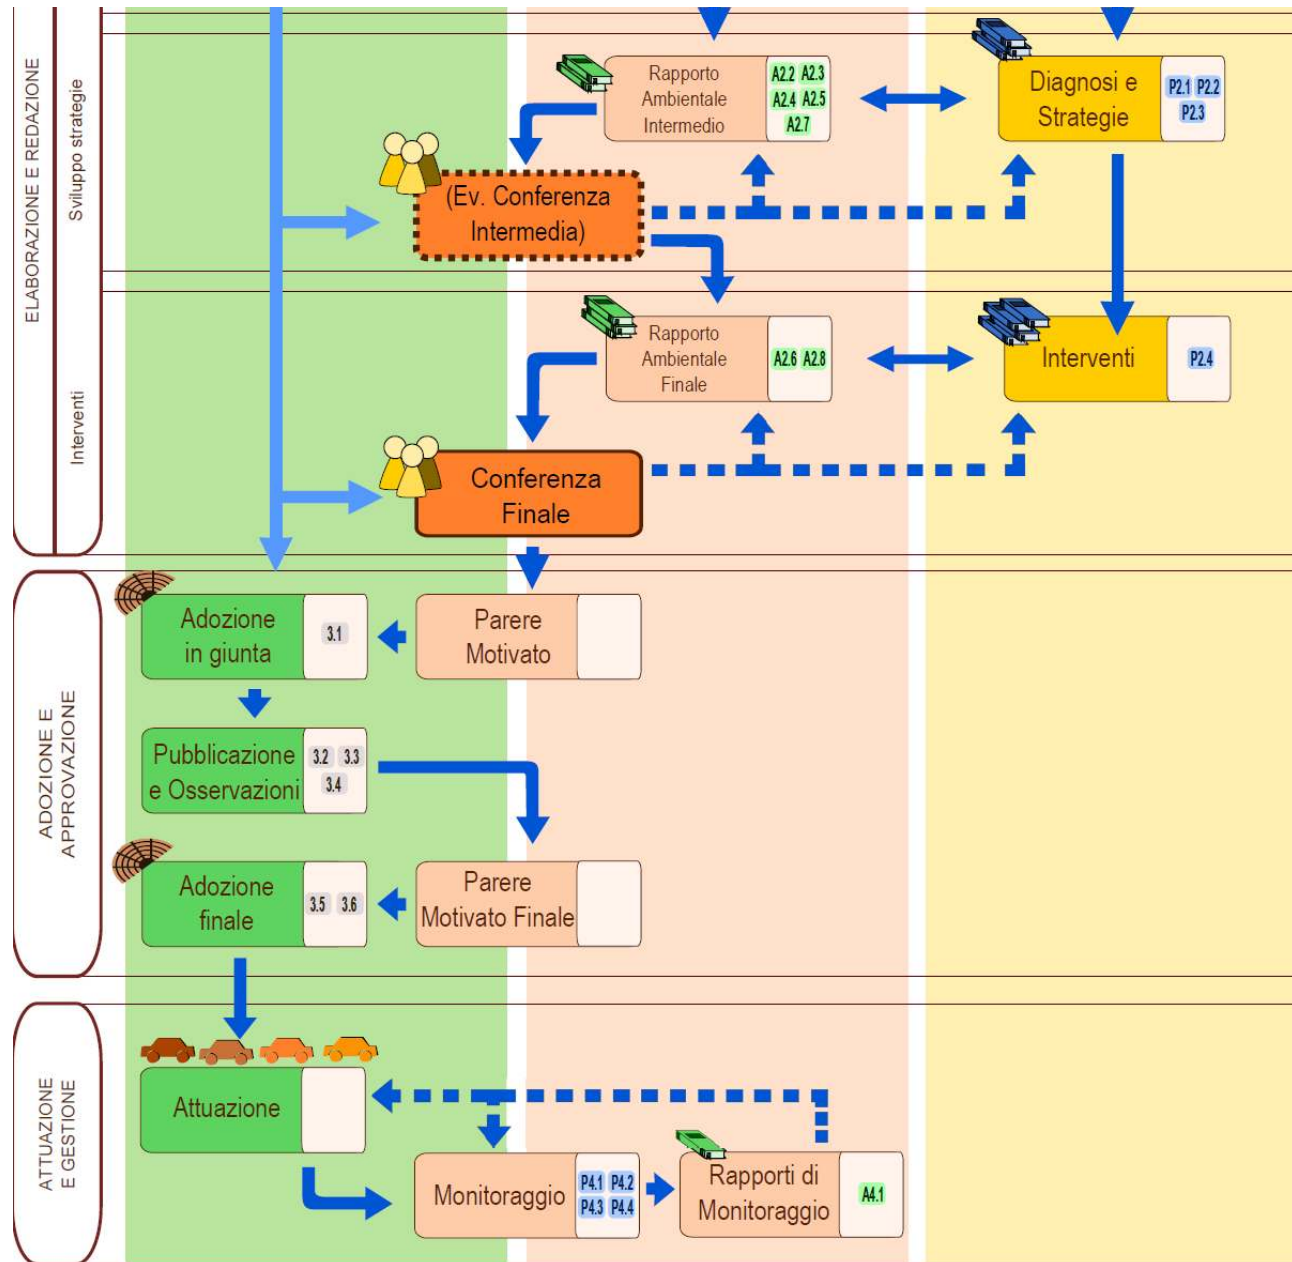 ELABORAZIONE E REDAZIONE
Sviluppo strategie
Rapporto
Ambientale
Intermedio
A2.2 A2.3
A2.4 A2.5
A2.7
Diagnosi e
Strategie
P2.1 P2.2
P2.3
(Ev. Conferenza
Intermedia)
Interventi
Rapporto
Ambientale
Finale
A2.6 A2.8
Interventi
P2.4
Conferenza
Finale
ADOZIONE E
APPROVAZIONE
Adozione
in giunta
3.1
Parere
Motivato
Pubblicazione
e Osservazioni
3.2 3.3
3.4
Adozione
finale
3.5 3.6
Parere
Motivato Finale
ATTUAZIONE
E GESTIONE
Attuazione
Monitoraggio
P4.1 P4.2
P4.3 P4.4
Rapporti di
Monitoraggio
A4.1